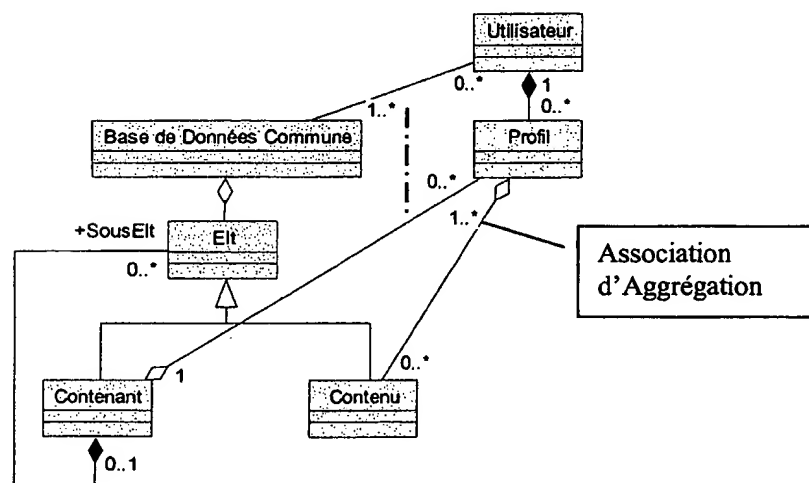 Utilisateur
0..*
1
1..*
0..*
Base de Données Commune
Profil
0..*
+SousElt
Elt
1..*
0..*
Association
d'Aggrégation
0..*
1
Contenant
Contenu
0..1